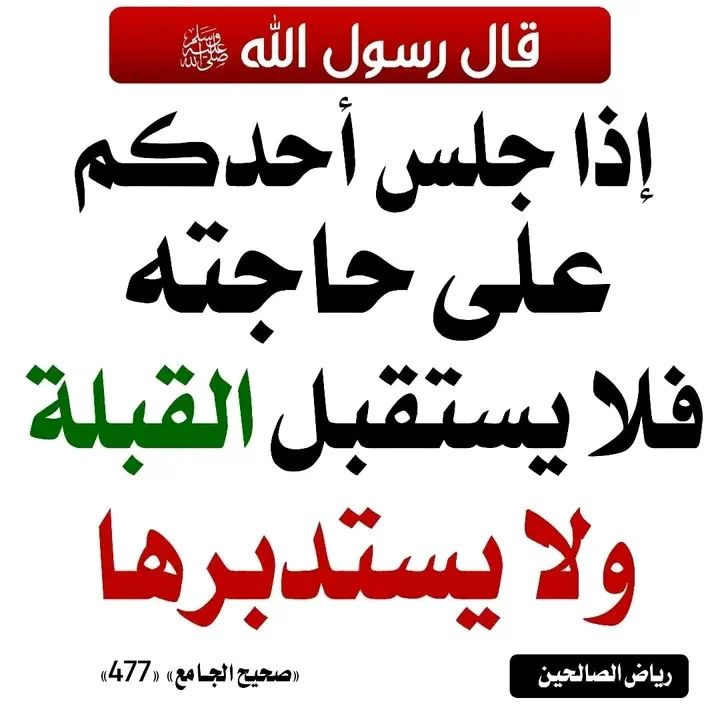 قال رسول الله ﷺ
إذا جلس أحدكم
على حاجته
فلا يستقبل القبلة
ولا يستدبرها
رياض الصالحين
«صحيح الجامع» «477»